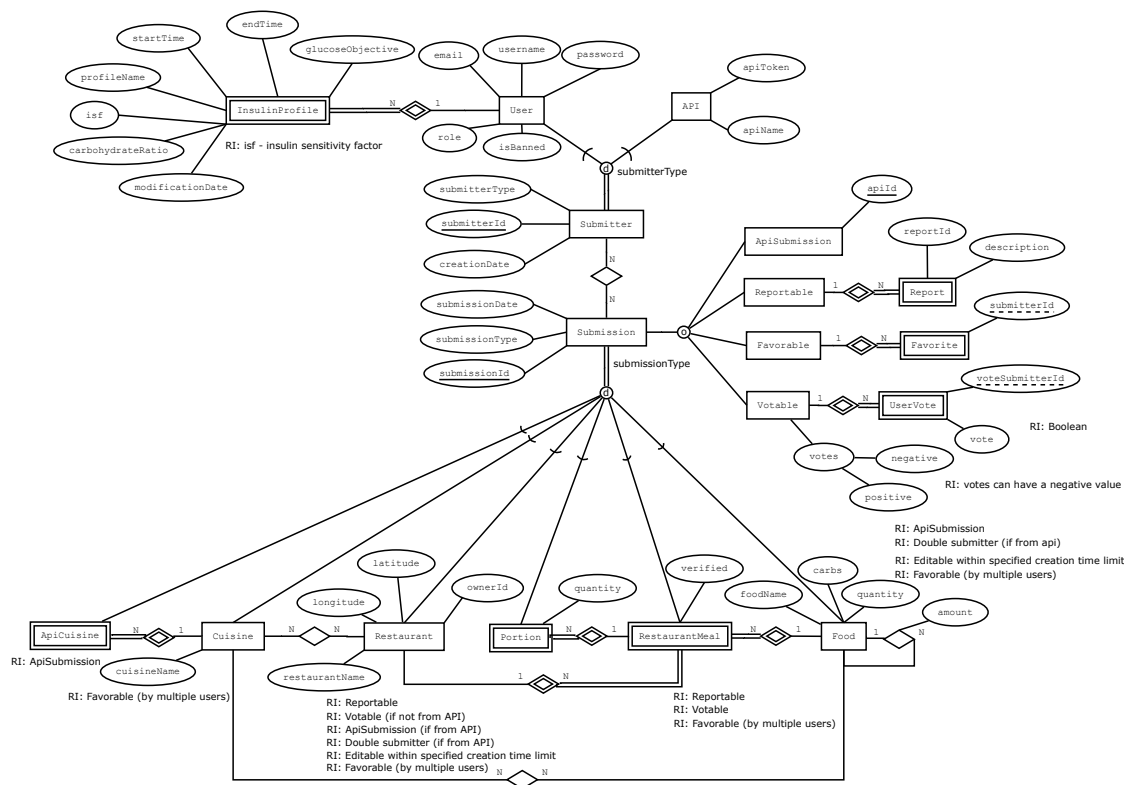 endTime
startTime
glucoseObjective
username
email
password
apiToken
profileName
InsulinProfile
N
1
User
API
isf
role
isBanned
apiName
carbohydrateRatio
RI: isf - insulin sensitivity factor
modificationDate
d
submitterType
submitterType
apiId
submitterId
Submitter
reportId
ApiSubmission
description
creationDate
N
Reportable
1
N
Report
submissionDate
N
submitterId
submissionType
Submission
o
Favorable
1
N
Favorite
submissionId
submissionType
voteSubmitterId
d
Votable
1
N
UserVote
RI: Boolean
vote
votes
negative
RI: votes can have a negative value
positive
RI: ApiSubmission
RI: Double submitter (if from api)
RI: Editable within specified creation time limit
RI: Favorable (by multiple users)
latitude
verified
carbs
longitude
ownerId
quantity
foodName
quantity
amount
ApiCuisine
N
1
Cuisine
N
N
Restaurant
Portion
N
1
RestaurantMeal
N
1
Food
1
N
RI: ApiSubmission
cuisineName
restaurantName
1
N
RI: Favorable (by multiple users)
RI: Reportable
RI: Votable (if not from API)
RI: ApiSubmission (if from API)
RI: Double submitter (if from API)
RI: Editable within specified creation time limit
RI: Favorable (by multiple users)
RI: Reportable
RI: Votable
RI: Favorable (by multiple users)
N
N